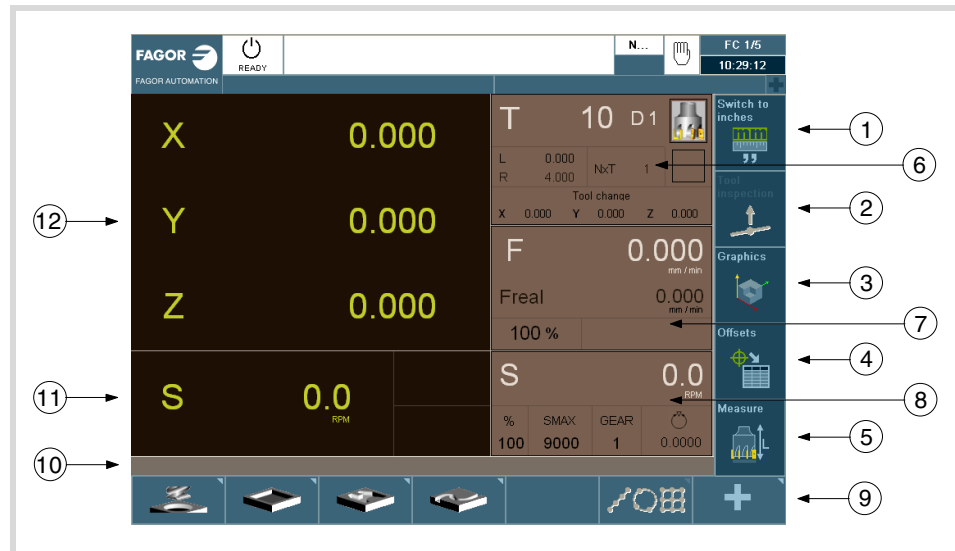 FAGOR
READY
FAGOR AUTOMATION
N...
FC 1/5
10:29:12
X 0.000
Y 0.000
Z 0.000
S 0.0
RPM
T 10 D 1
L 0.000
R 4.000
NxT 1
Tool change
X 0.000 Y 0.000 Z 0.000
F 0.000
mm / min
Freal 0.000
mm / min
100 %
S 0.0
RPM
% SMAX GEAR
100 9000 1 0.0000
Switch to
inches
Tool
inspection
Graphics
Offsets
Measure
L
1
6
2
3
7
4
8
5
9
10
11
12